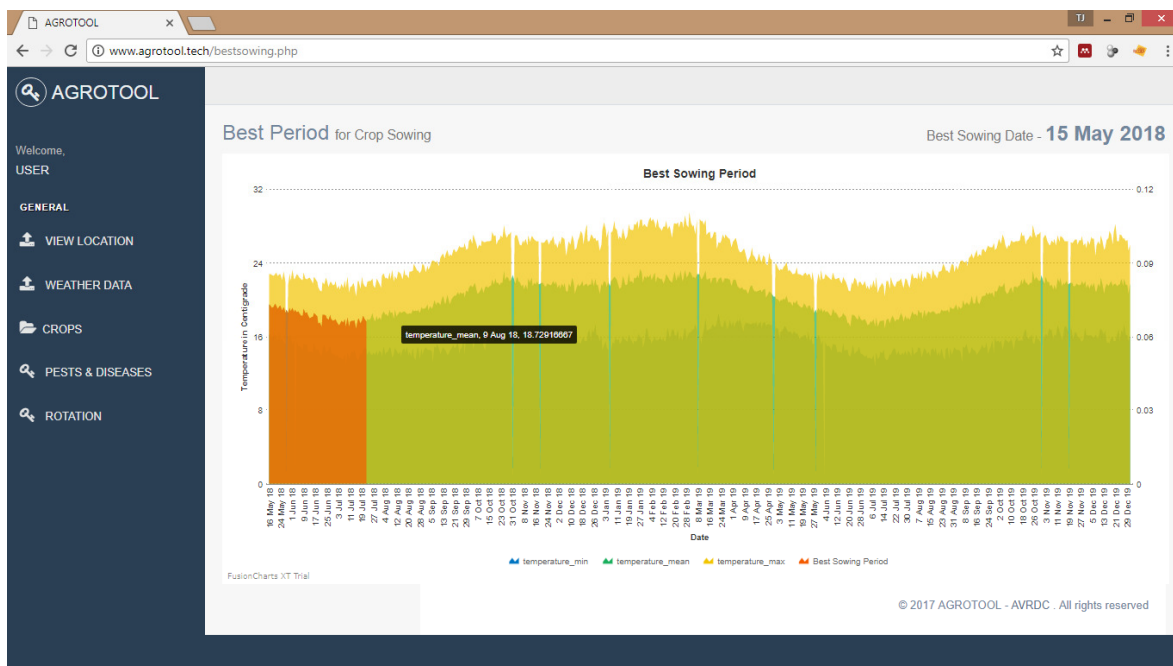 AGROTOOL
TJ
www.agrotool.tech/bestsowing.php
AGROTOOL
Welcome,
USER
GENERAL
VIEW LOCATION
WEATHER DATA
CROPS
PESTS & DISEASES
ROTATION
Best Period for Crop Sowing
Best Sowing Date - 15 May 2018
Best Sowing Period
Temperature in Centigrade
32
24
16
8
0
0.12
0.09
0.06
0.03
0
temperature_mean, 9 Aug 18, 18.72916667
16 May 18
24 May 18
1 Jun 18
9 Jun 18
17 Jun 18
25 Jun 18
3 Jul 18
11 Jul 18
19 Jul 18
27 Jul 18
4 Aug 18
12 Aug 18
20 Aug 18
28 Aug 18
5 Sep 18
13 Sep 18
21 Sep 18
29 Sep 18
7 Oct 18
15 Oct 18
23 Oct 18
31 Oct 18
8 Nov 18
16 Nov 18
24 Nov 18
2 Dec 18
10 Dec 18
18 Dec 18
26 Dec 18
3 Jan 19
11 Jan 19
19 Jan 19
27 Jan 19
4 Feb 19
12 Feb 19
20 Feb 19
28 Feb 19
8 Mar 19
16 Mar 19
24 Mar 19
1 Apr 19
9 Apr 19
17 Apr 19
25 Apr 19
3 May 19
11 May 19
19 May 19
27 May 19
4 Jun 19
12 Jun 19
20 Jun 19
28 Jun 19
6 Jul 19
14 Jul 19
22 Jul 19
30 Jul 19
7 Aug 19
15 Aug 19
23 Aug 19
31 Aug 19
8 Sep 19
16 Sep 19
24 Sep 19
2 Oct 19
10 Oct 19
18 Oct 19
26 Oct 19
3 Nov 19
11 Nov 19
19 Nov 19
27 Nov 19
5 Dec 19
13 Dec 19
21 Dec 19
29 Dec 19
Date
temperature_min temperature_mean temperature_max Best Sowing Period
FusionCharts XT Trial
© 2017 AGROTOOL - AVRDC . All rights reserved